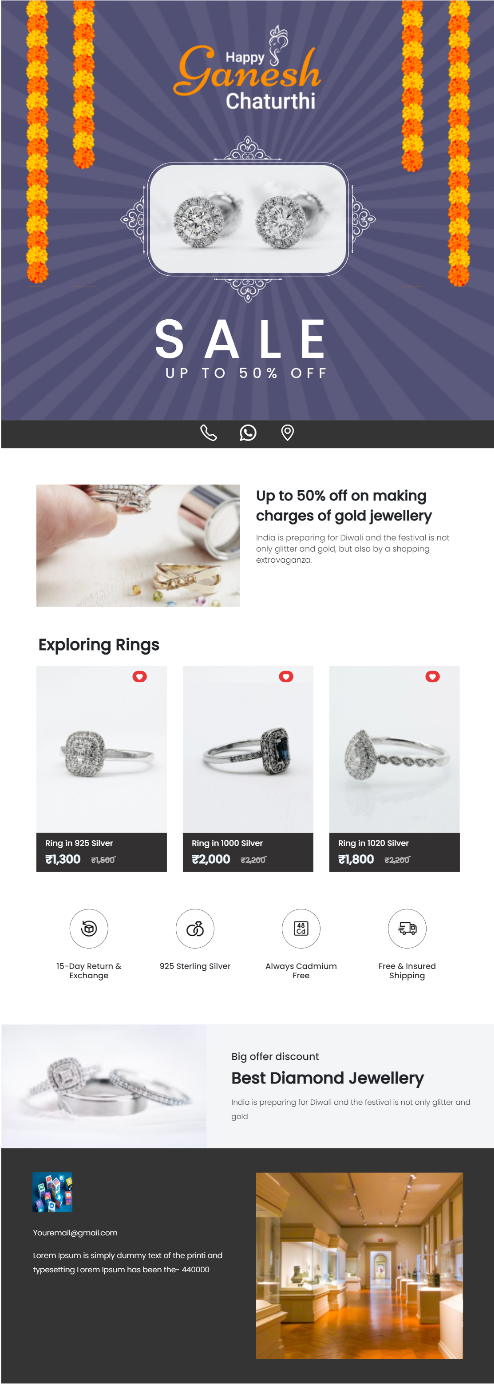 Happy
Ganesh
Chaturthi
SALE
UP TO 50% OFF
Up to 50% off on making
charges of gold jewellery
India is preparing for Diwali and the festival is not
only glitter and gold, but also by a shopping
extravaganza.
Exploring Rings
Ring in 925 Silver
₹1,300 ₹1,500
Ring in 1000 Silver
₹2,000 ₹2,200
Ring in 1020 Silver
₹1,800 ₹2,200
48
Cd
15-Day Return &
Exchange
925 Sterling Silver
Always Cadmium
Free
Free & Insured
Shipping
Big offer discount
Best Diamond Jewellery
India is preparing for Diwali and the festival is not only glitter and
gold
Youremail@gmail.com
Lorem Ipsum is simply dummy text of the printi and
typesetting Lorem Ipsum has been the- 440000